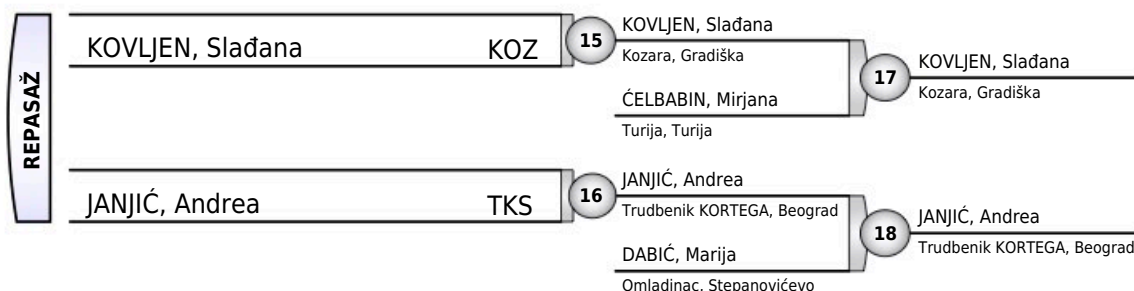 REPASAŽ
KOVLJEN, Slađana KOZ
15
KOVLJEN, Slađana
Kozara, Gradiška
ĆELBABIN, Mirjana
Turija, Turija
17
KOVLJEN, Slađana
Kozara, Gradiška
JANJIĆ, Andrea TKS
16
JANJIĆ, Andrea
Trudbenik KORTEGA, Beograd
DABIĆ, Marija
Omladinac, Stepanovićevo
18
JANJIĆ, Andrea
Trudbenik KORTEGA, Beograd